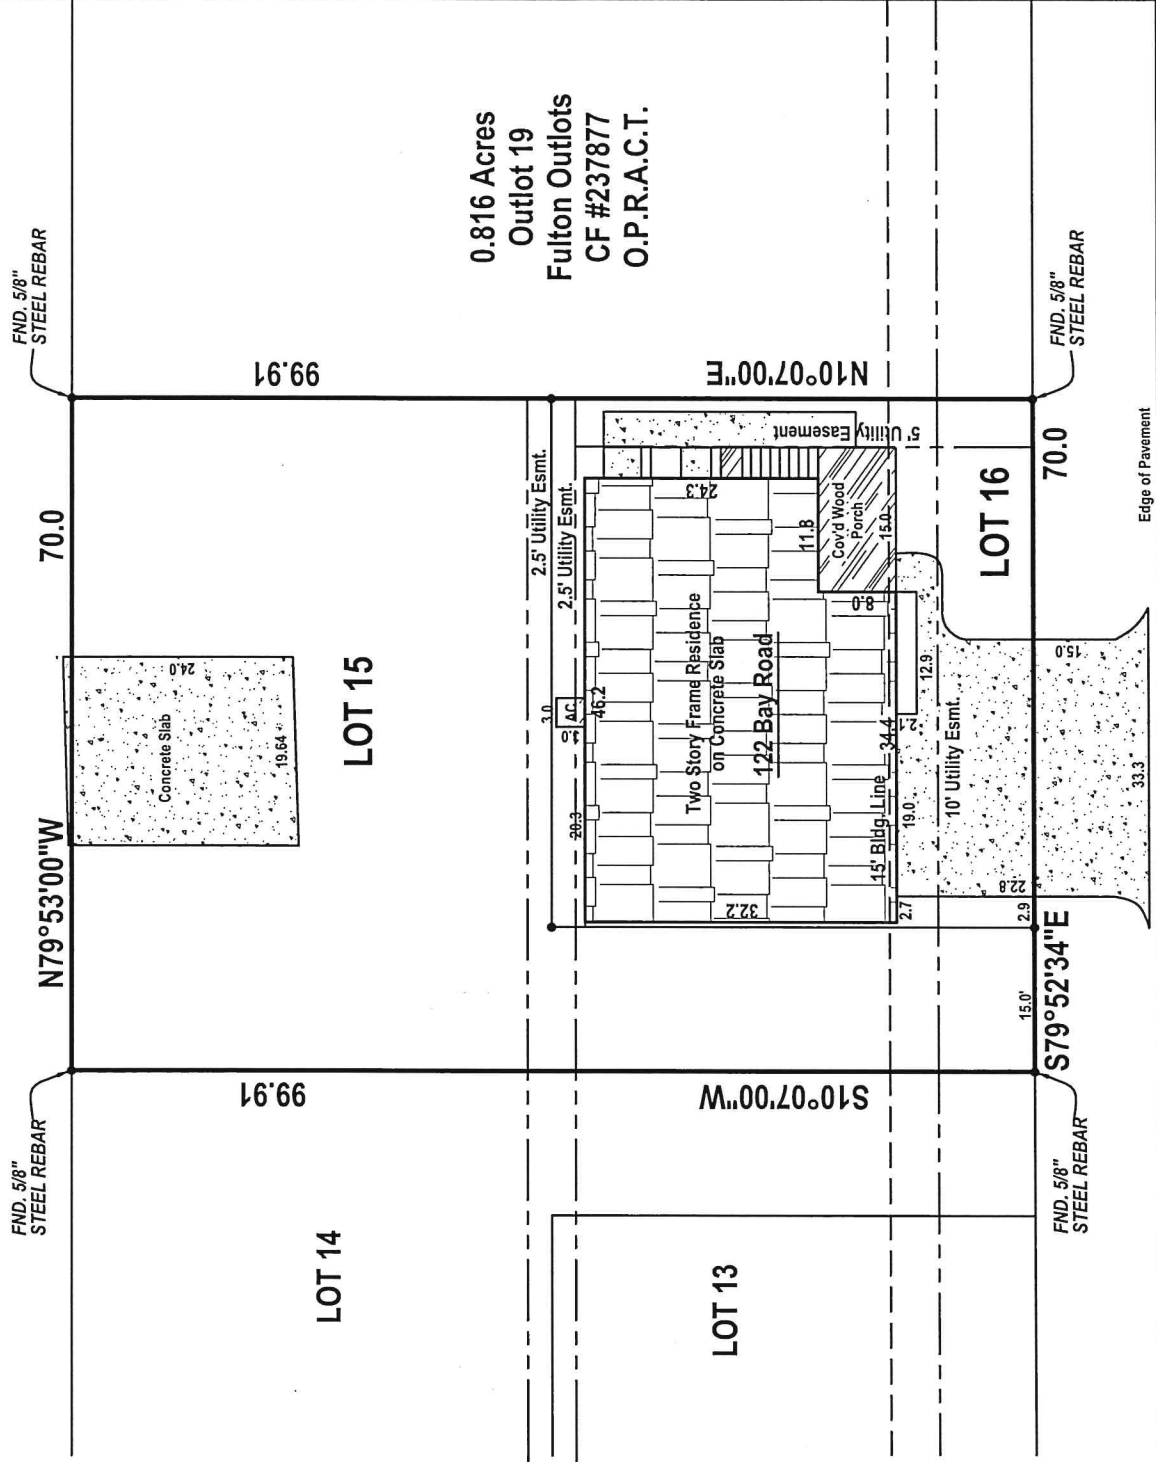 FND. 5/8"
STEEL REBAR
FND. 5/8"
STEEL REBAR
N79°53'00"W
70.0
99.91
99.91
0.816 Acres
Outlot 19
Fulton Outlots
CF #237877
O.P.R.A.C.T.
Concrete Slab
24.0
19.64
LOT 15
LOT 14
2.5' Utility Esmt.
2.5' Utility Esmt.
3.0
AC
4.0
46.2
20.3
24.3
Two Story Frame Residence
on Concrete Slab
122 Bay Road
32.2
11.8
Cov'd Wood
Porch
15.0
8.0
5' Utility Easement
N10°07'00"E
S10°07'00"W
LOT 13
15' Bldg. Line
34.4
2.1
12.9
19.0
2.7
10' Utility Esmt.
LOT 16
22.8
2.9
15.0'
15.0
33.3
S79°52'34"E
70.0
FND. 5/8"
STEEL REBAR
FND. 5/8"
STEEL REBAR
Edge of Pavement